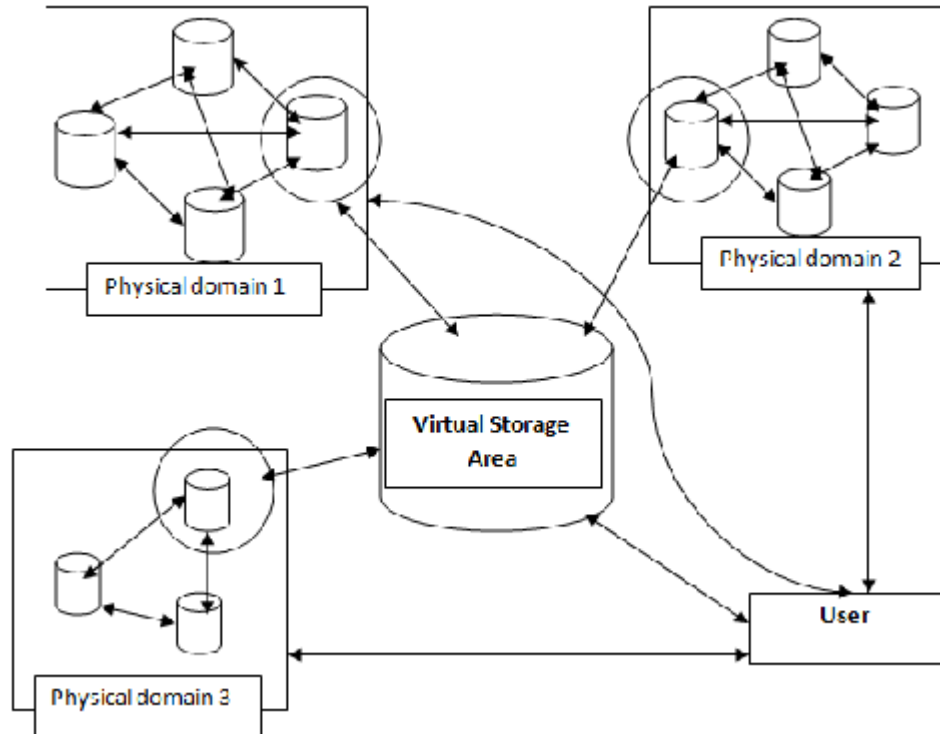 Physical domain 1
Physical domain 2
Virtual Storage
Area
User
Physical domain 3